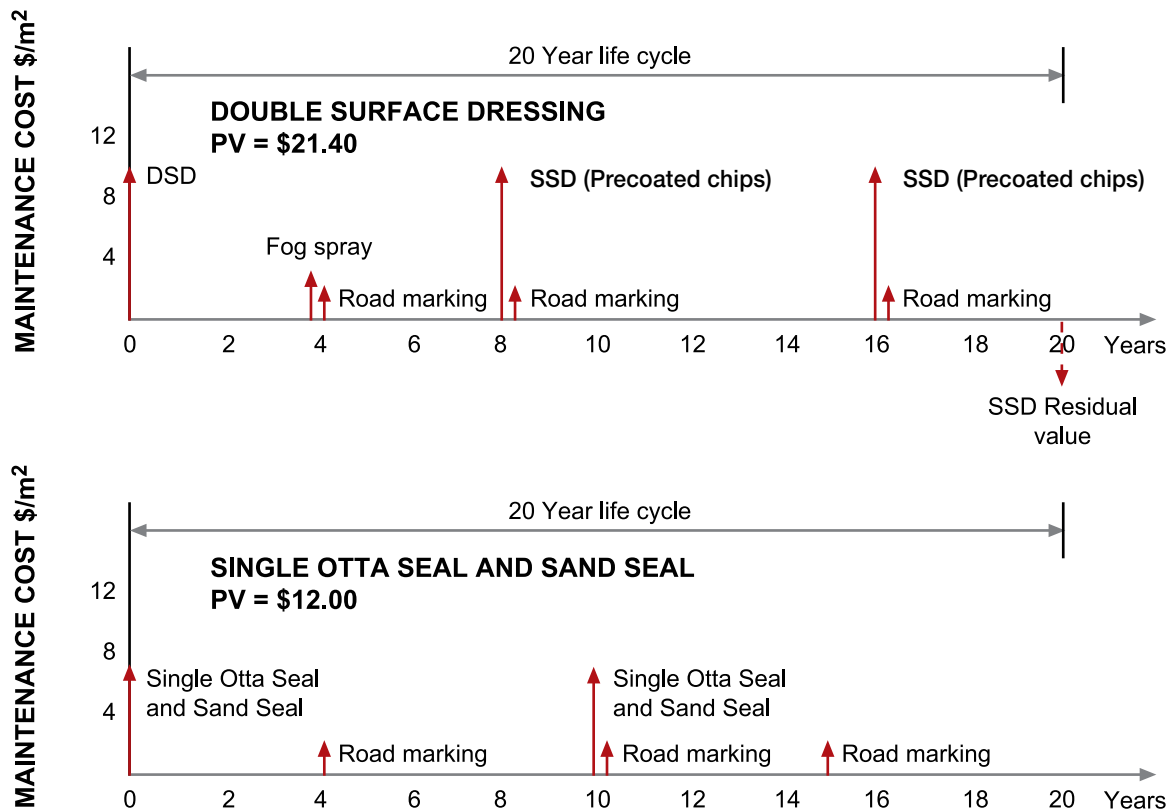 MAINTENANCE COST $/m²
20 Year life cycle
DOUBLE SURFACE DRESSING
PV = $21.40
12
8
4
DSD
Fog spray
Road marking
SSD (Precoated chips)
Road marking
SSD (Precoated chips)
Road marking
0 2 4 6 8 10 12 14 16 18 20 Years
SSD Residual
value
MAINTENANCE COST $/m²
20 Year life cycle
SINGLE OTTA SEAL AND SAND SEAL
PV = $12.00
12
8
4
Single Otta Seal
and Sand Seal
Road marking
Single Otta Seal
and Sand Seal
Road marking
Road marking
0 2 4 6 8 10 12 14 16 18 20 Years